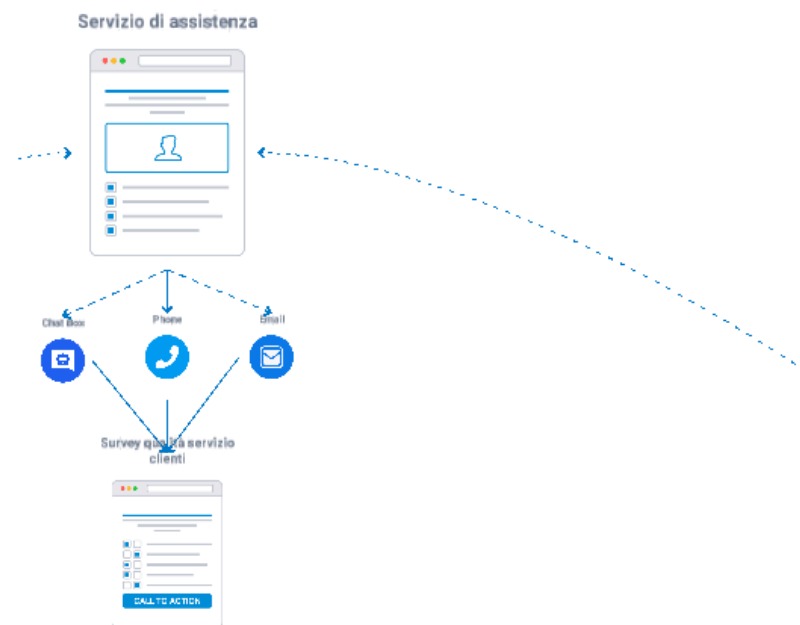 Servizio di assistenza
Chat Box
Phone
Email
Survey qualità servizio
clienti
CALL TO ACTION